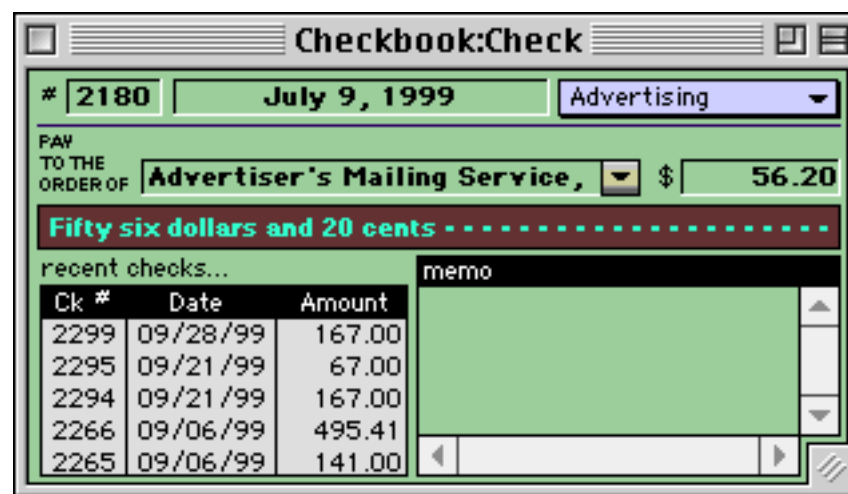 Checkbook:Check
# 2180 July 9, 1999 Advertising
PAY
TO THE
ORDER OF Advertiser's Mailing Service, $ 56.20
Fifty six dollars and 20 cents - - - - - - - - - - - - - - - - - - - - - -
recent checks... memo
Ck # Date Amount
2299 09/28/99 167.00
2295 09/21/99 67.00
2294 09/21/99 167.00
2266 09/06/99 495.41
2265 09/06/99 141.00